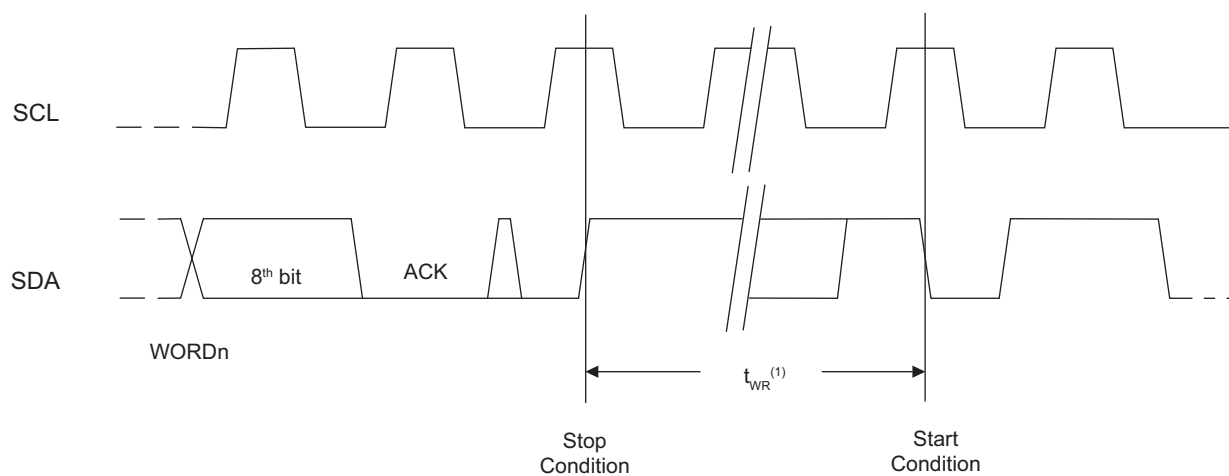 SCL
SDA
8th bit
ACK
WORDn
tWR(1)
Stop
Condition
Start
Condition